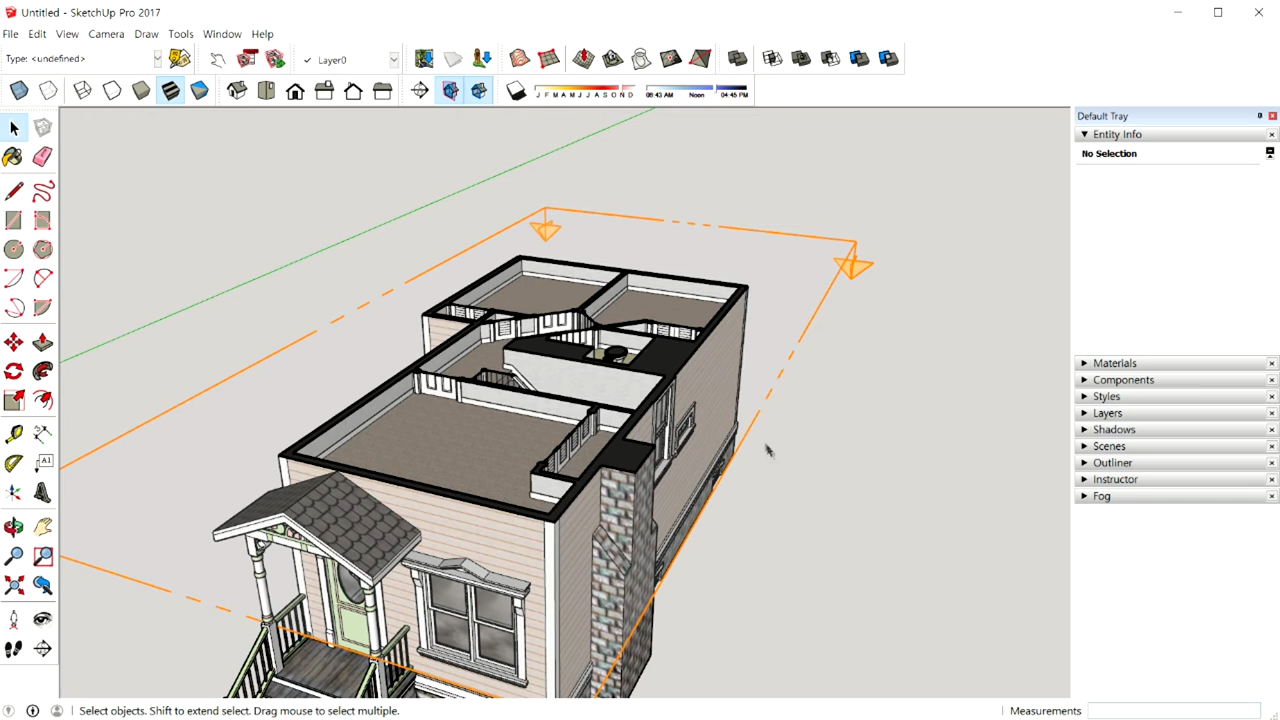 Untitled - SketchUp Pro 2017
File Edit View Camera Draw Tools Window Help
Type: <undefined>
Layer0
J F M A M J J A S O N D
06:43 AM Noon 04:45 PM
Default Tray
Entity Info
No Selection
A1
Materials
Components
Styles
Layers
Shadows
Scenes
Outliner
Instructor
Fog
Select objects. Shift to extend select. Drag mouse to select multiple.
Measurements